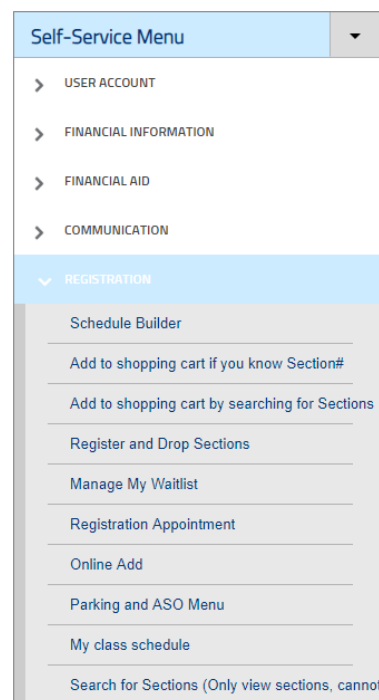 Self-Service Menu
USER ACCOUNT
FINANCIAL INFORMATION
FINANCIAL AID
COMMUNICATION
REGISTRATION
Schedule Builder
Add to shopping cart if you know Section#
Add to shopping cart by searching for Sections
Register and Drop Sections
Manage My Waitlist
Registration Appointment
Online Add
Parking and ASO Menu
My class schedule
Search for Sections (Only view sections, cannot